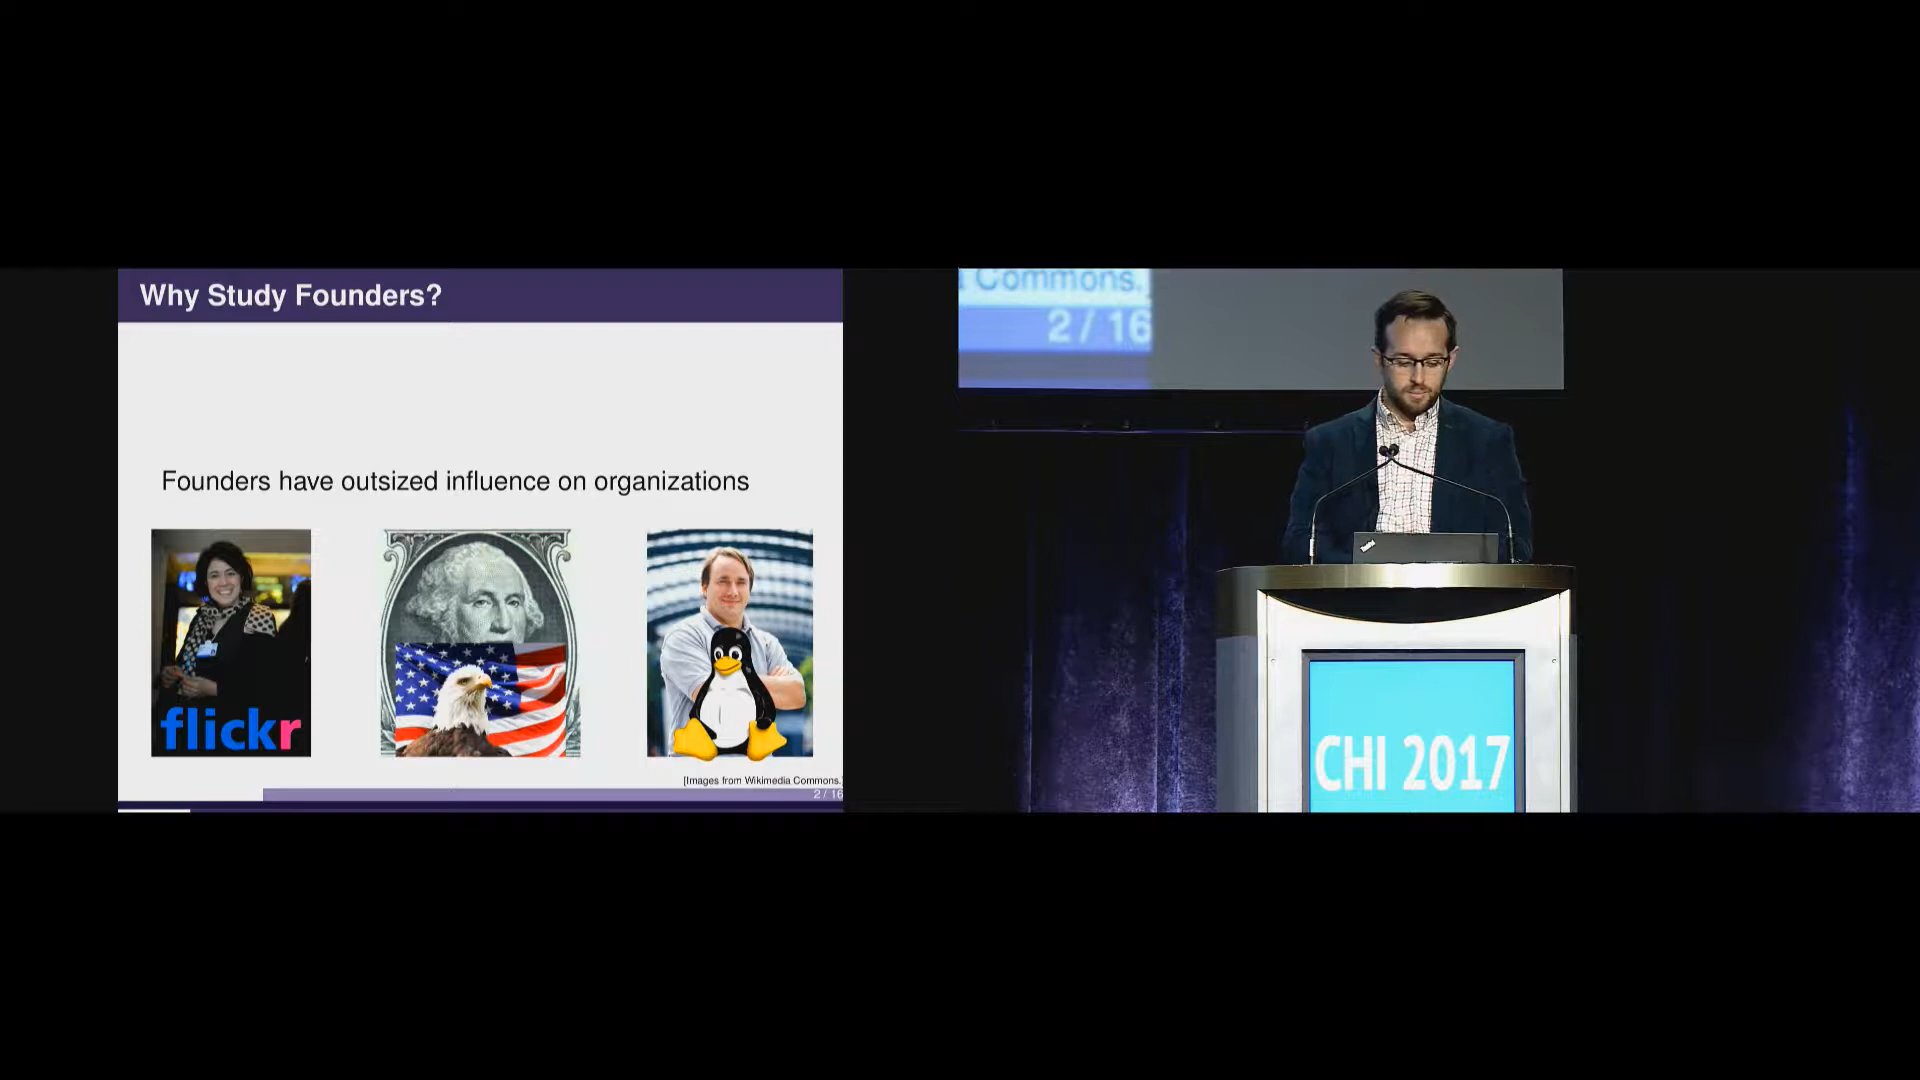 Why Study Founders?
Founders have outsized influence on organizations
flickr
[Images from Wikimedia Commons.
2 / 16
Commons.
2 / 16
CHI 2017